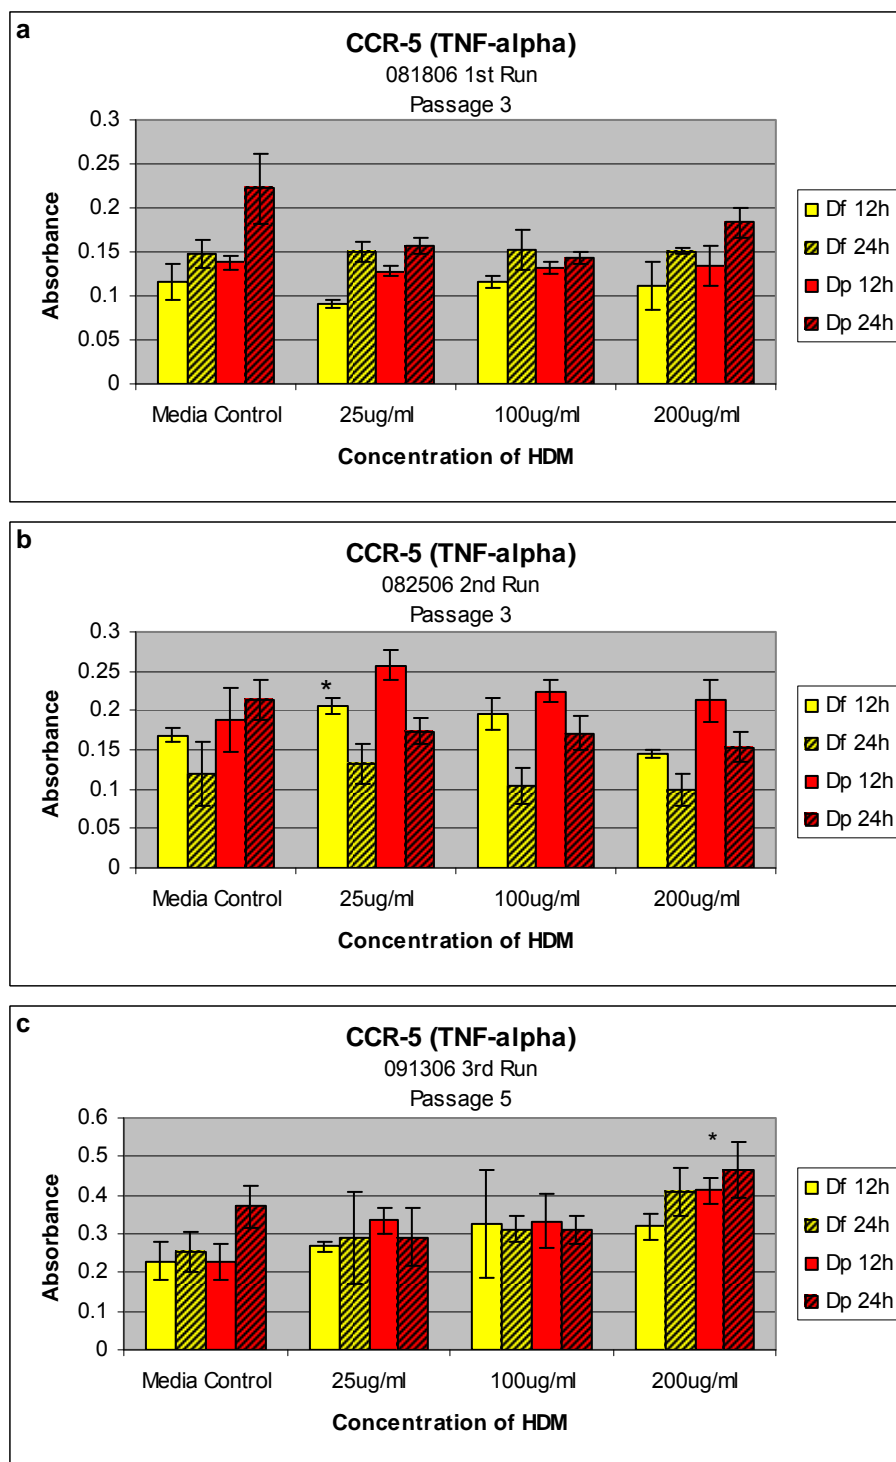 a
CCR-5 (TNF-alpha)
081806 1st Run
Passage 3
0.3
0.25
0.2
0.15
0.1
0.05
0
Absorbance
Media Control 25ug/ml 100ug/ml 200ug/ml
Concentration of HDM
Df 12h
Df 24h
Dp 12h
Dp 24h
b
CCR-5 (TNF-alpha)
082506 2nd Run
Passage 3
0.3
0.25
0.2
0.15
0.1
0.05
0
Absorbance
*
Media Control 25ug/ml 100ug/ml 200ug/ml
Concentration of HDM
Df 12h
Df 24h
Dp 12h
Dp 24h
c
CCR-5 (TNF-alpha)
091306 3rd Run
Passage 5
0.6
0.5
0.4
0.3
0.2
0.1
0
Absorbance
*
Media Control 25ug/ml 100ug/ml 200ug/ml
Concentration of HDM
Df 12h
Df 24h
Dp 12h
Dp 24h